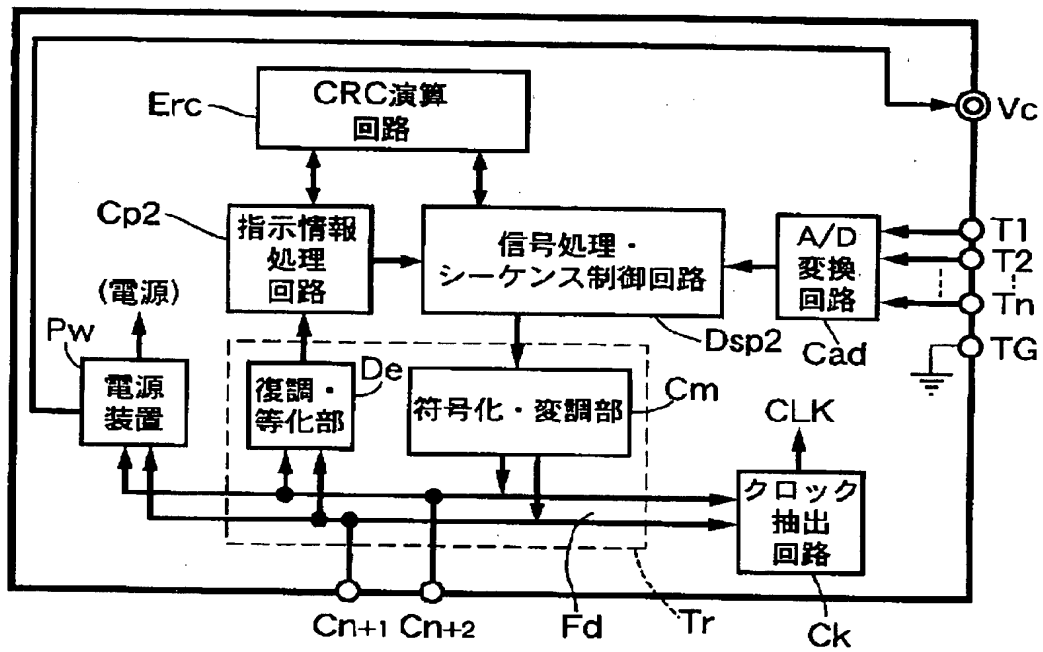 CRC演算
回路
Erc
Vc
Cp2
指示情報
処理
回路
信号処理・
シーケンス制御回路
A/D
変換
回路
T1
T2
Tn
TG
(電源)
Pw
電源
装置
De
復調・
等化部
Dsp2
Cad
符号化・変調部
Cm
CLK
クロック
抽出
回路
Cn+1
Cn+2
Fd
Tr
Ck